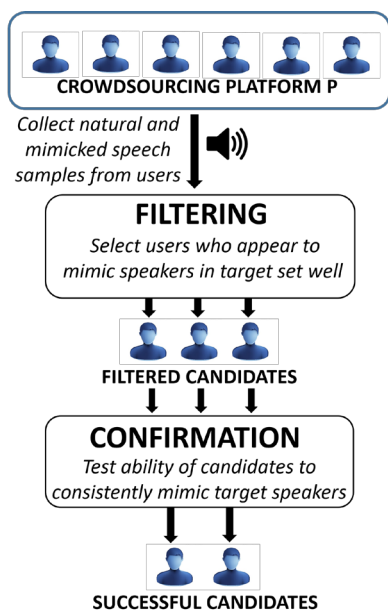 CROWDSOURCING PLATFORM P
Collect natural and
mimicked speech
samples from users
FILTERING
Select users who appear to
mimic speakers in target set well
FILTERED CANDIDATES
CONFIRMATION
Test ability of candidates to
consistently mimic target speakers
SUCCESSFUL CANDIDATES